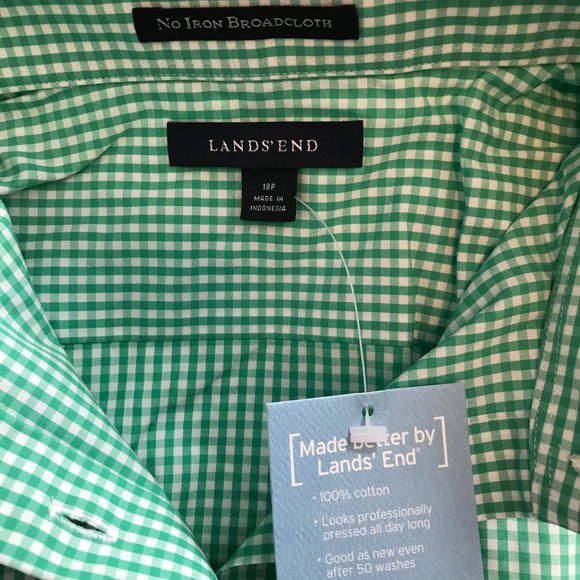 No Iron Broadcloth
LANDS' END
18P
MADE IN
INDONESIA
Made better by
Lands' End®
• 100% cotton
• Looks professionally
pressed all day long
• Good as new even
after 50 washes